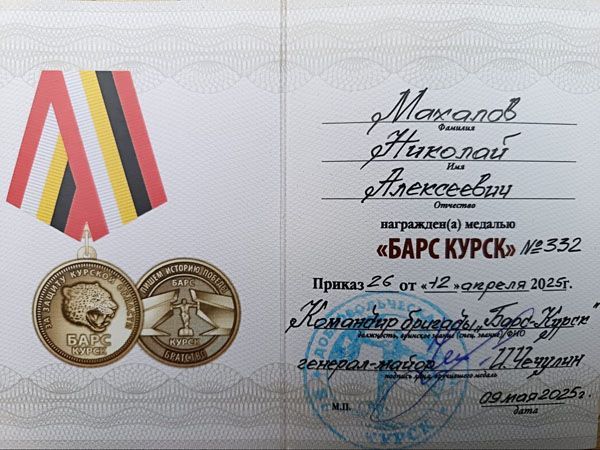 ЗА ЗАЩИТУ КУРСКОЙ ОБЛАСТИ
БАРС
КУРСК
ПИШЕМ ИСТОРИЮ ПОБЕДЫ
БАРС
КУРСК
БРАТСТВО
Махалов
Фамилия
Николай
Имя
Алексеевич
Отчество
награжден(а) медалью
«БАРС КУРСК» №332
Приказ 26 от «12» апреля 2025г.
Командир бригады „Барс-Курск"
должность, воинское звание (спец. звание), ФИО
генерал-майор И. Чечулин
подпись лица, вручившего медаль
09 мая 2025г.
М.П.
дата
КУРСК